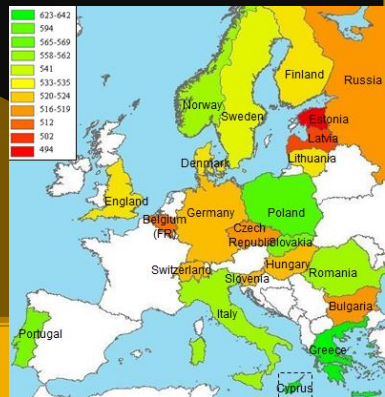 623-642
594
565-569
558-562
541
533-535
520-524
516-519
512
502
494
Finland
Russia
Norway
Sweden
Estonia
Latvia
Denmark
Lithuania
England
Belgium
(FR)
Germany
Poland
Czech
Republic
Slovakia
Switzerland
Hungary
Slovenia
Romania
Italy
Bulgaria
Portugal
Greece
Cyprus